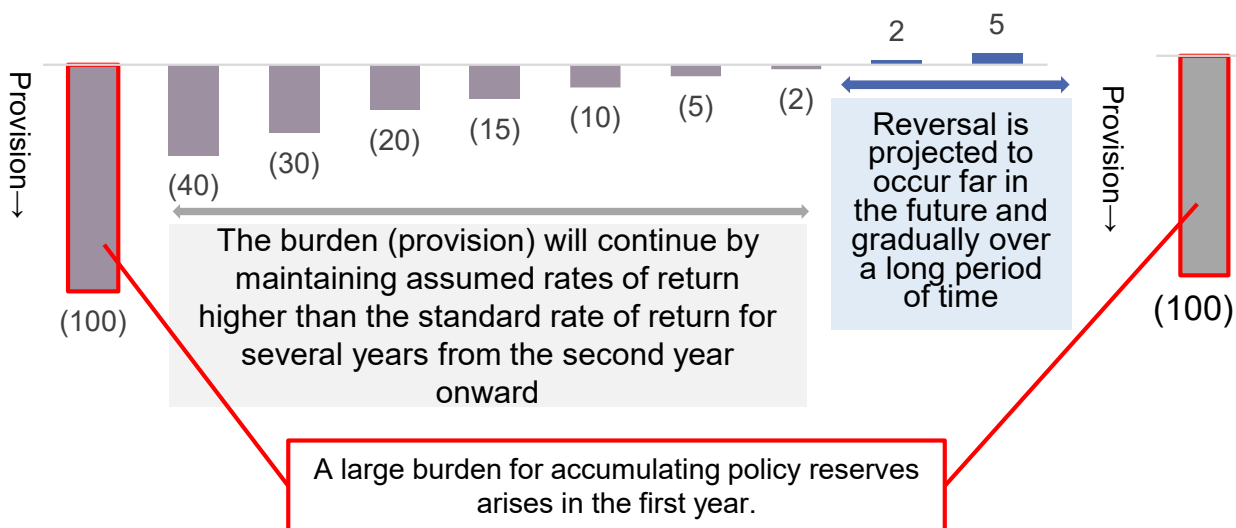 2
5
Provision→
(100)
(40)
(30)
(20)
(15)
(10)
(5)
(2)
The burden (provision) will continue by
maintaining assumed rates of return
higher than the standard rate of return for
several years from the second year
onward
Reversal is
projected to
occur far in
the future and
gradually over
a long period
of time
Provision→
(100)
A large burden for accumulating policy reserves
arises in the first year.